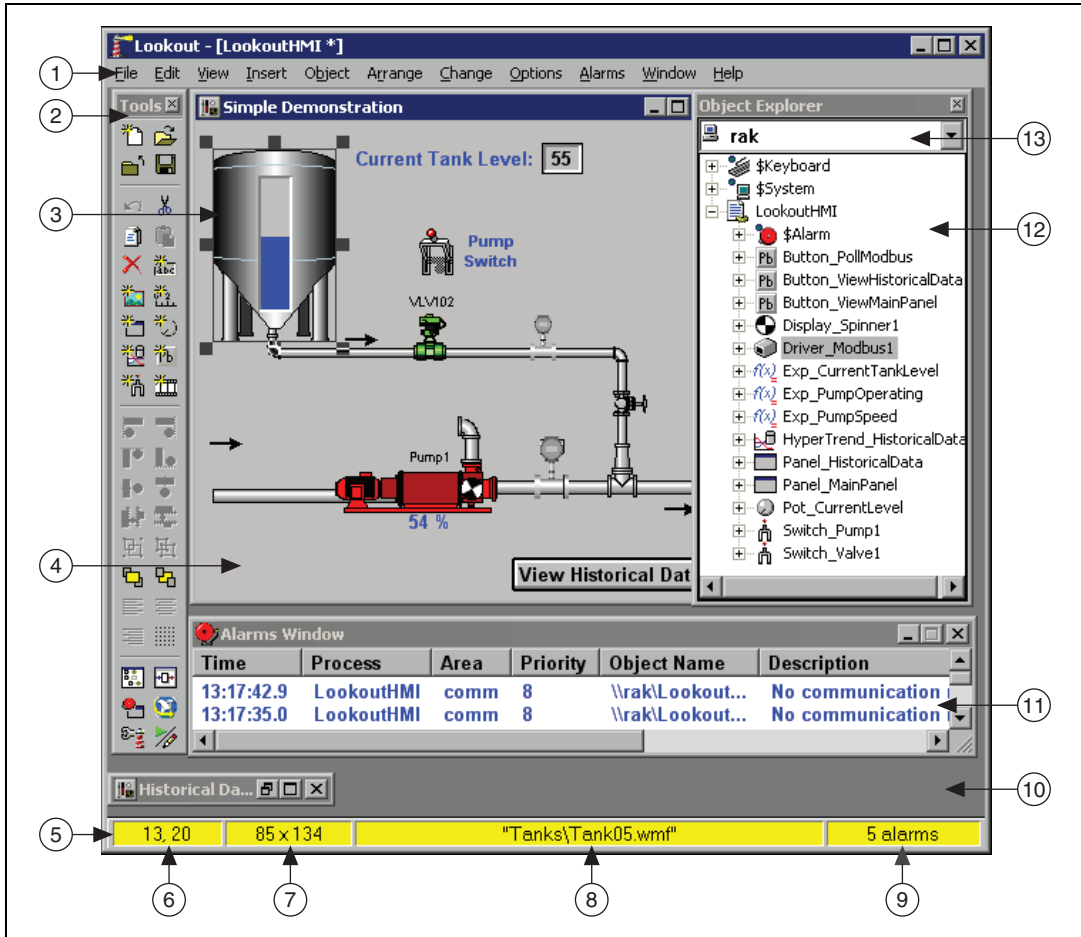 Lookout - [LookoutHMI *]
File Edit View Insert Object Arrange Change Options Alarms Window Help
1
Tools
2
Simple Demonstration
Current Tank Level: 55
3
Pump
Switch
VLV102
Pump1
54 %
4
View Historical Dat
Object Explorer
rak
13
$Keyboard
$System
LookoutHMI
12
$Alarm
Button_PollModbus
Button_ViewHistoricalData
Button_ViewMainPanel
Display_Spinner1
Driver_Modbus1
f(x) Exp_CurrentTankLevel
f(x) Exp_PumpOperating
f(x) Exp_PumpSpeed
HyperTrend_HistoricalData
Panel_HistoricalData
Panel_MainPanel
Pot_CurrentLevel
Switch_Pump1
Switch_Valve1
Alarms Window
Time Process Area Priority Object Name Description
13:17:42.9 LookoutHMI comm 8 \\rak\Lookout... No communication
13:17:35.0 LookoutHMI comm 8 \\rak\Lookout... No communication
11
Historical Da...
10
5
13, 20 85 x 134 "Tanks\Tank05.wmf" 5 alarms
6 7 8 9